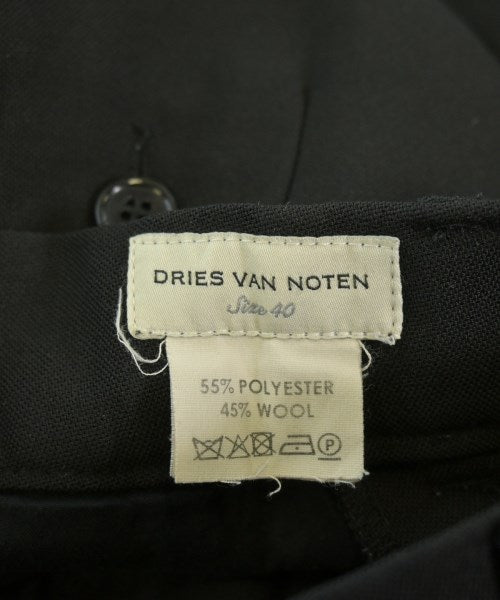 DRIES VAN NOTEN
Size 40
55% POLYESTER
45% WOOL
P